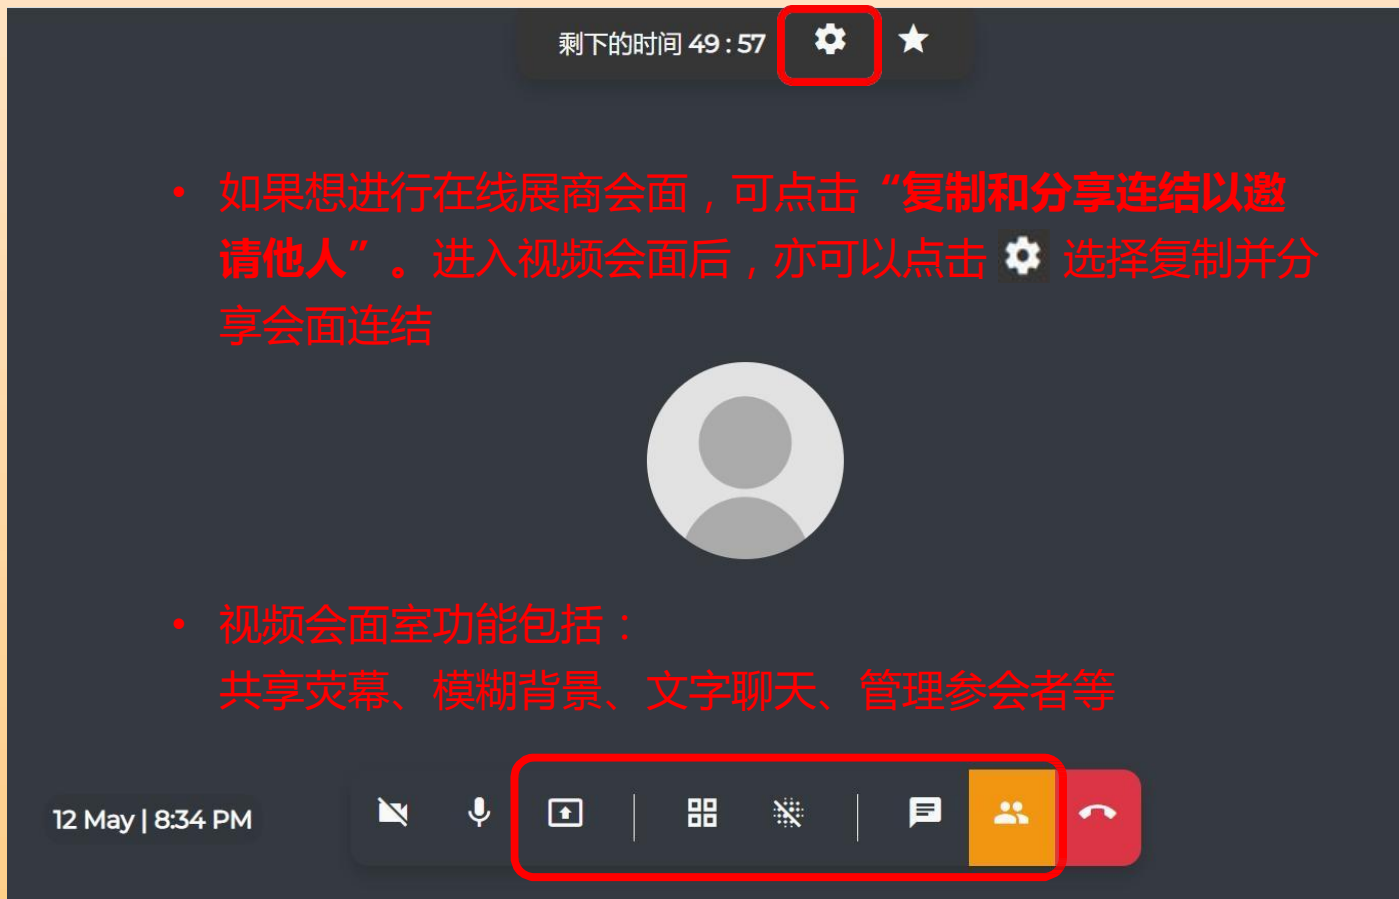 剩下的时间 49 : 57
• 如果想进行在线展商会面，可点击“复制和分享连结以邀
请他人”。进入视频会面后，亦可以点击 选择复制并分
享会面连结
• 视频会面室功能包括：
共享荧幕、模糊背景、文字聊天、管理参会者等
12 May | 8:34 PM